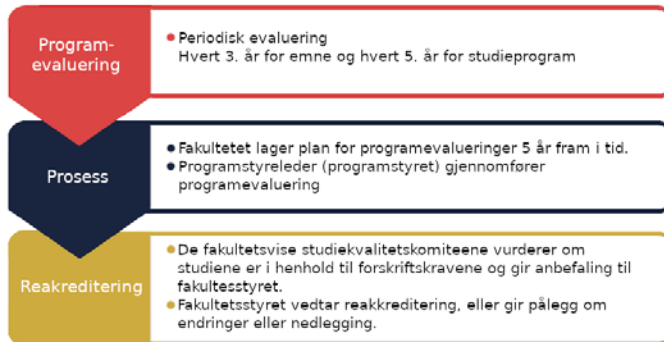 Program-
evaluering
Periodisk evaluering
Hvert 3. år for emne og hvert 5. år for studieprogram
Prosess
Fakultetet lager plan for programevalueringer 5 år fram i tid.
Programstyreleder (programstyret) gjennomfører
programevaluering
Reakreditering
De fakultetsvise studiekvalitetskomiteene vurderer om
studiene er i henhold til forskriftskravene og gir anbefaling til
fakultesstyret.
Fakultetsstyret vedtar reakkreditering, eller gir pålegg om
endringer eller nedlegging.